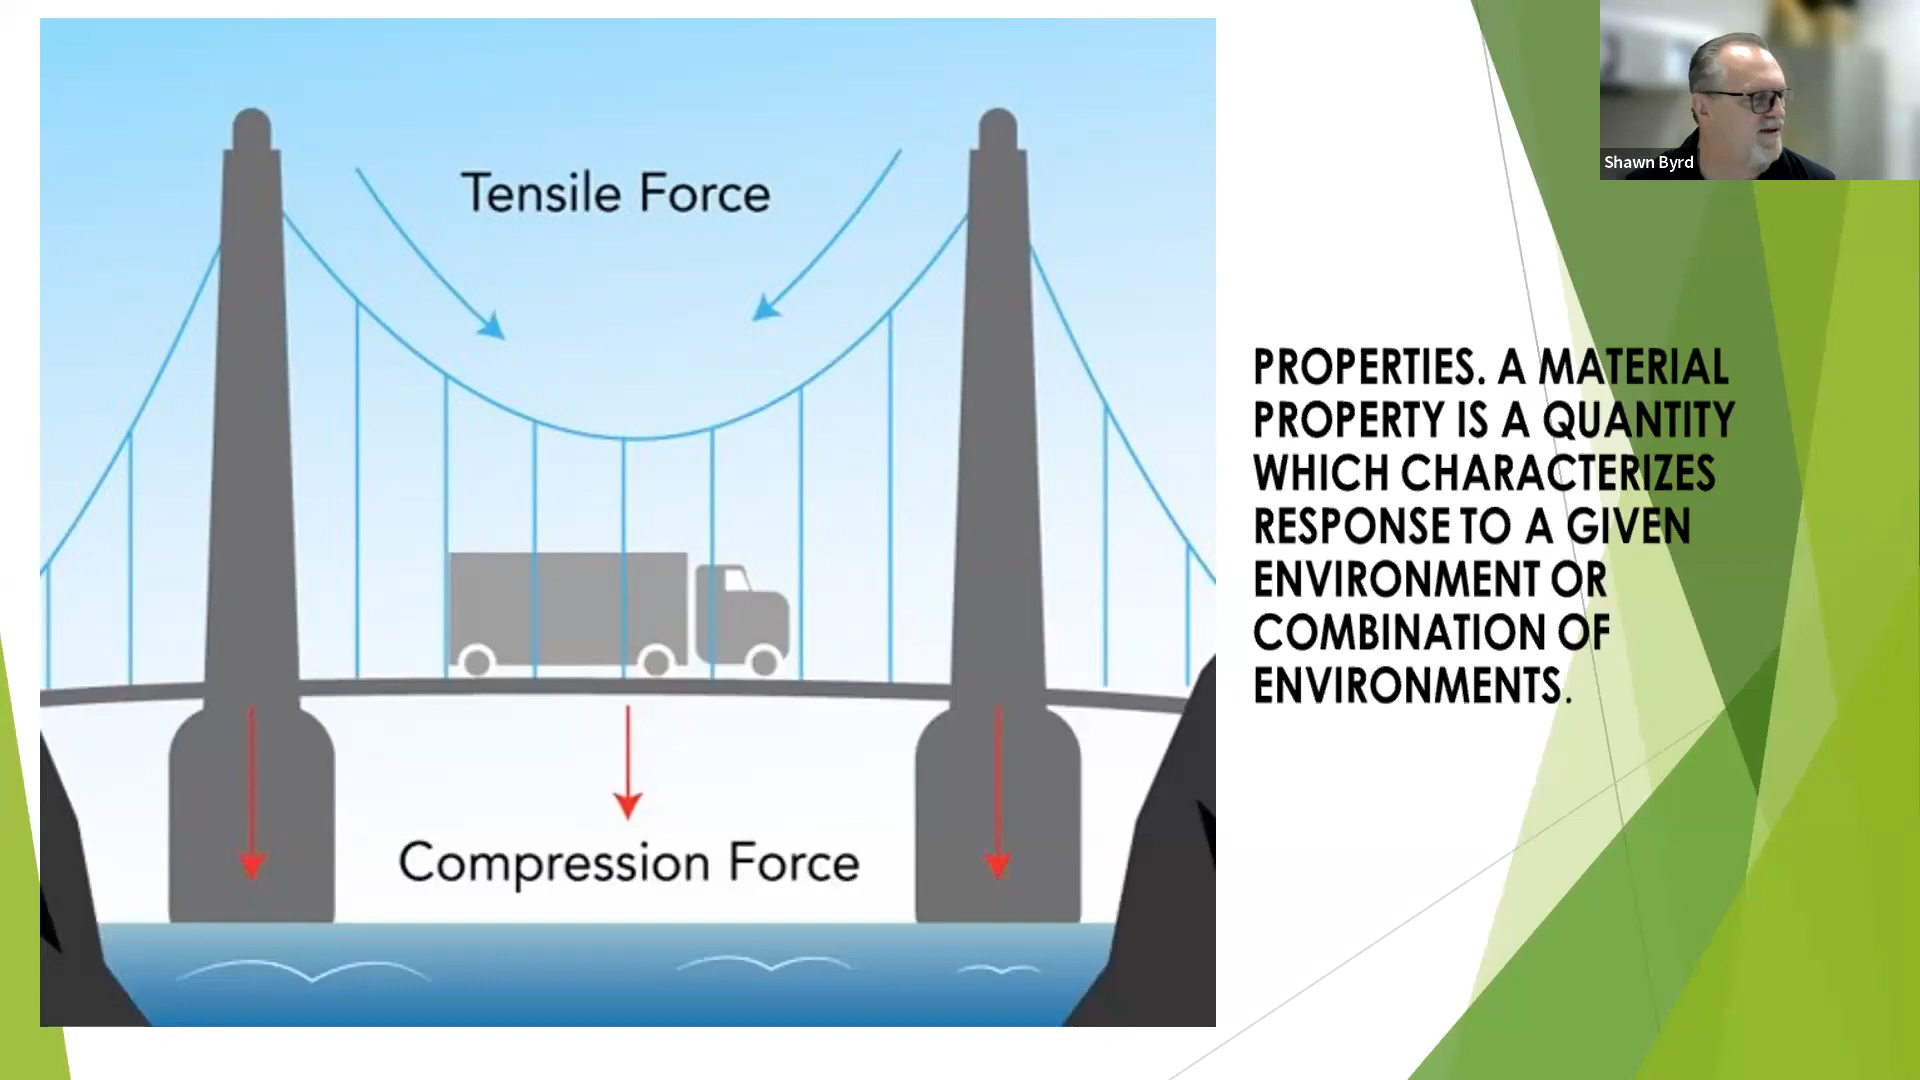 Tensile Force
Compression Force
PROPERTIES. A MATERIAL
PROPERTY IS A QUANTITY
WHICH CHARACTERIZES
RESPONSE TO A GIVEN
ENVIRONMENT OR
COMBINATION OF
ENVIRONMENTS.
Shawn Byrd